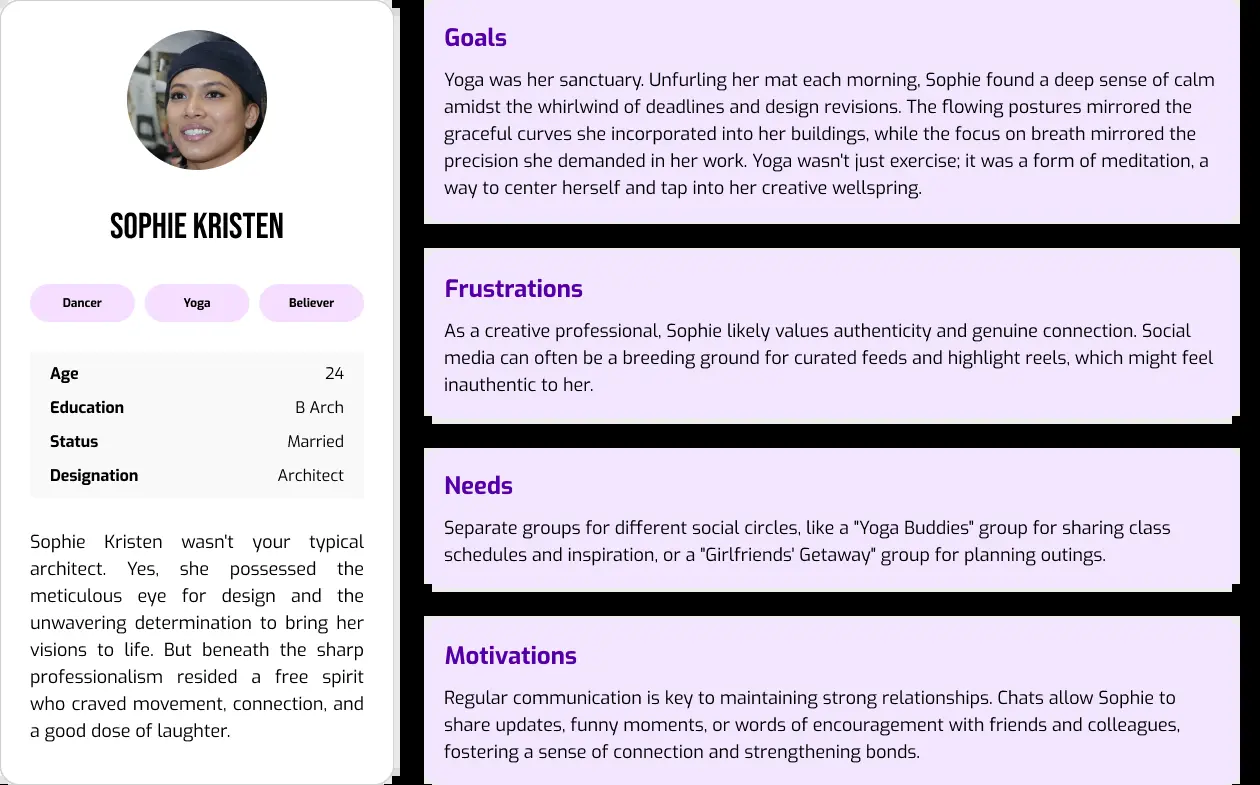 SOPHIE KRISTEN
Dancer
Yoga
Believer
Age 24
Education B Arch
Status Married
Designation Architect
Sophie Kristen wasn't your typical
architect. Yes, she possessed the
meticulous eye for design and the
unwavering determination to bring her
visions to life. But beneath the sharp
professionalism resided a free spirit
who craved movement, connection, and
a good dose of laughter.
Goals
Yoga was her sanctuary. Unfurling her mat each morning, Sophie found a deep sense of calm
amidst the whirlwind of deadlines and design revisions. The flowing postures mirrored the
graceful curves she incorporated into her buildings, while the focus on breath mirrored the
precision she demanded in her work. Yoga wasn't just exercise; it was a form of meditation, a
way to center herself and tap into her creative wellspring.
Frustrations
As a creative professional, Sophie likely values authenticity and genuine connection. Social
media can often be a breeding ground for curated feeds and highlight reels, which might feel
inauthentic to her.
Needs
Separate groups for different social circles, like a "Yoga Buddies" group for sharing class
schedules and inspiration, or a "Girlfriends' Getaway" group for planning outings.
Motivations
Regular communication is key to maintaining strong relationships. Chats allow Sophie to
share updates, funny moments, or words of encouragement with friends and colleagues,
fostering a sense of connection and strengthening bonds.